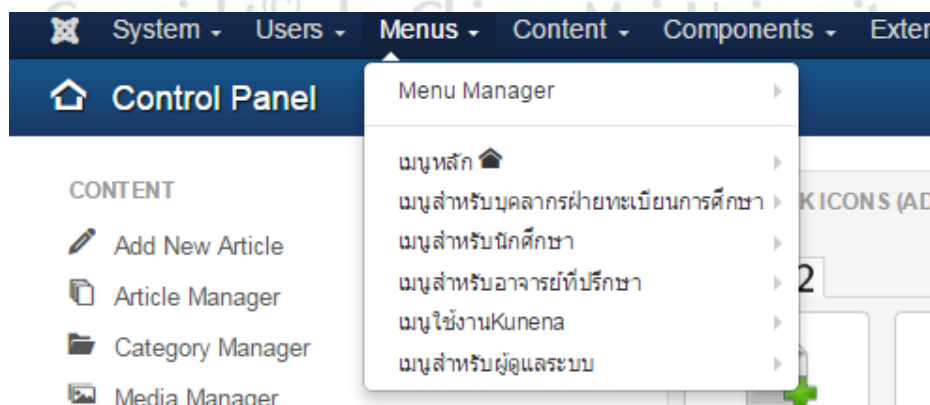 System Users Menus Content Components
Control Panel
Menu Manager
เมนูหลัก
เมนูสำหรับบุคลากรฝ่ายทะเบียนการศึกษา
เมนูสำหรับนักศึกษา
เมนูสำหรับอาจารย์ที่ปรึกษา
เมนูใช้งานKunena
เมนูสำหรับผู้ดูแลระบบ
CONTENT
Add New Article
Article Manager
Category Manager
Media Manager
K ICONS (AD
2